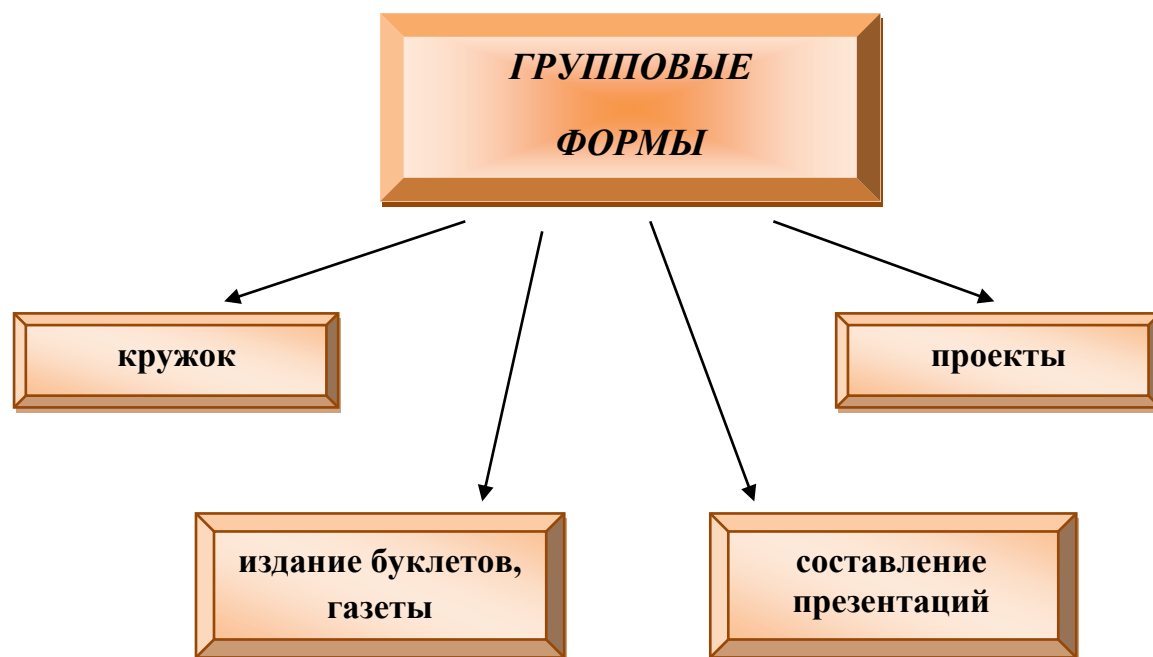 ГРУППОВЫЕ
ФОРМЫ
кружок
проекты
издание буклетов,
газеты
составление
презентаций